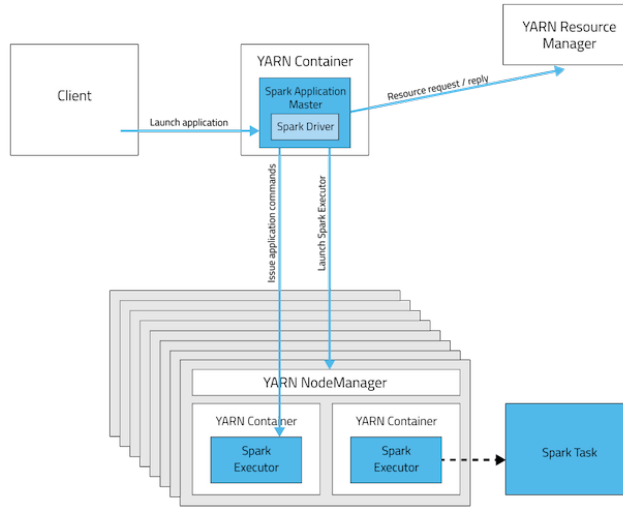 YARN Resource
Manager
YARN Container
Client
Spark Application
Master
Spark Driver
Launch application
Resource request / reply
Issue application commands
Launch Spark Executor
YARN NodeManager
YARN Container
YARN Container
Spark
Executor
Spark
Executor
Spark Task